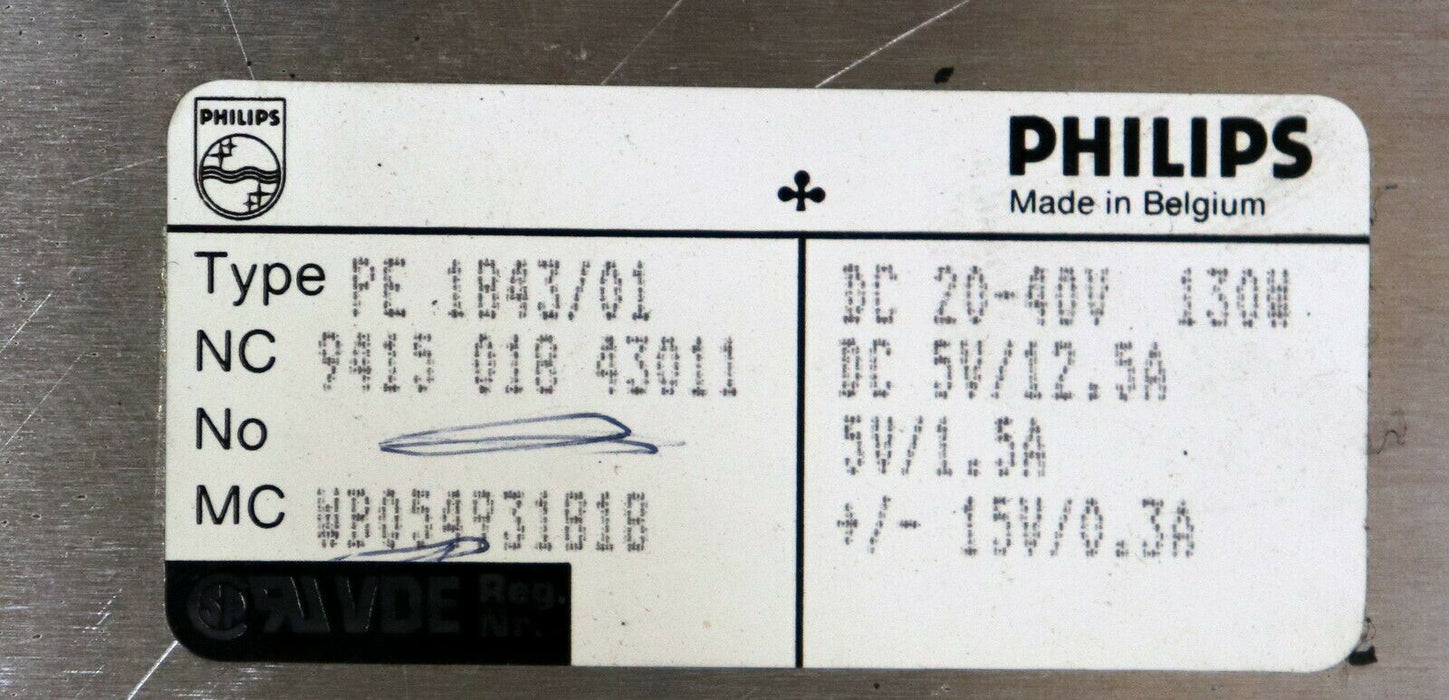 PHILIPS
PHILIPS
Made in Belgium
Type PE 1843/01
NC 9415 018 43011
No
MC
VDE Reg. Nr.
DC 20-40V 130W
DC 5V/12.5A
5V/1.5A
+/- 15V/0.3A